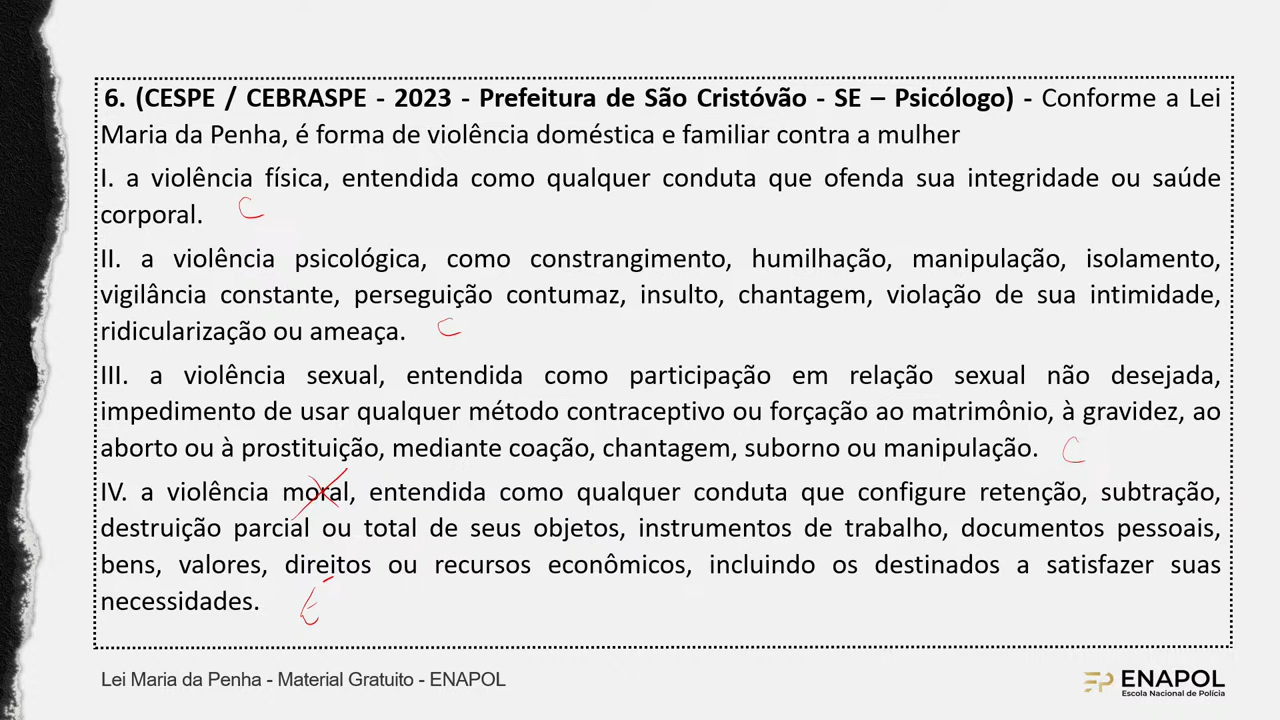 6. (CESPE / CEBRASPE - 2023 - Prefeitura de São Cristóvão - SE – Psicólogo) - Conforme a Lei
Maria da Penha, é forma de violência doméstica e familiar contra a mulher
I. a violência física, entendida como qualquer conduta que ofenda sua integridade ou saúde
corporal. C
II. a violência psicológica, como constrangimento, humilhação, manipulação, isolamento,
vigilância constante, perseguição contumaz, insulto, chantagem, violação de sua intimidade,
ridicularização ou ameaça. C
III. a violência sexual, entendida como participação em relação sexual não desejada,
impedimento de usar qualquer método contraceptivo ou forçação ao matrimônio, à gravidez, ao
aborto ou à prostituição, mediante coação, chantagem, suborno ou manipulação. C
IV. a violência moral, entendida como qualquer conduta que configure retenção, subtração,
destruição parcial ou total de seus objetos, instrumentos de trabalho, documentos pessoais,
bens, valores, direitos ou recursos econômicos, incluindo os destinados a satisfazer suas
necessidades. E
Lei Maria da Penha - Material Gratuito - ENAPOL
EP ENAPOL
Escola Nacional de Polícia